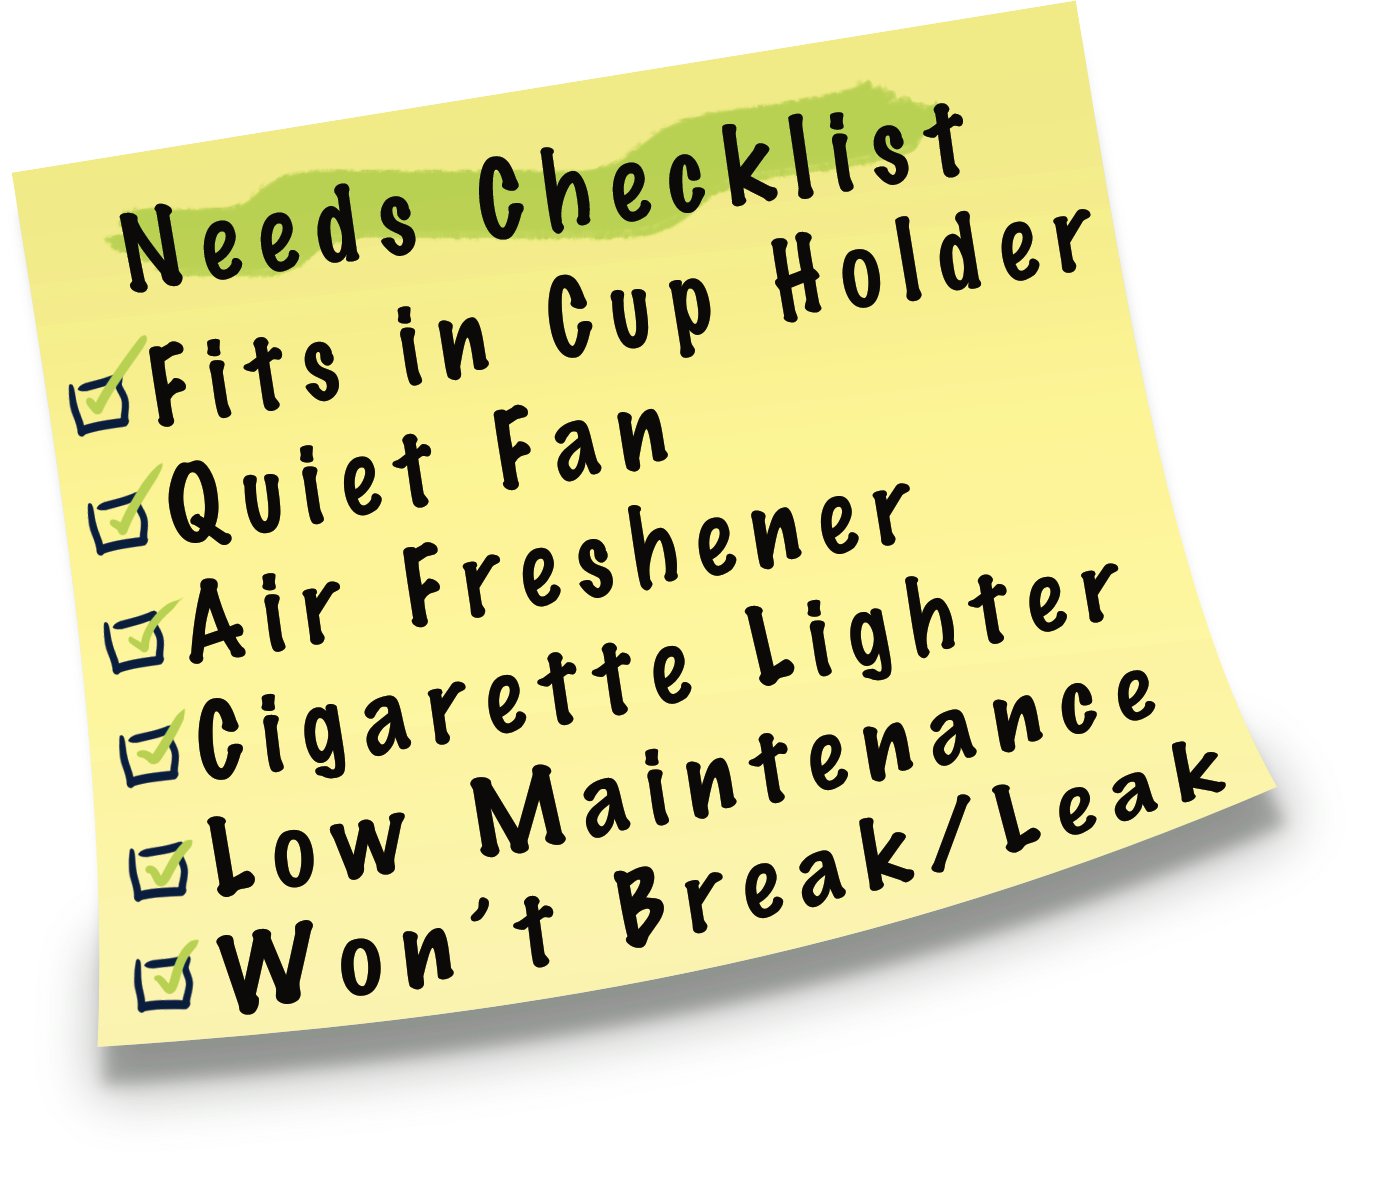 Needs Checklist
Fits in Cup Holder
Quiet Fan
Air Freshener
Cigarette Lighter
Low Maintenance
Won't Break/Leak